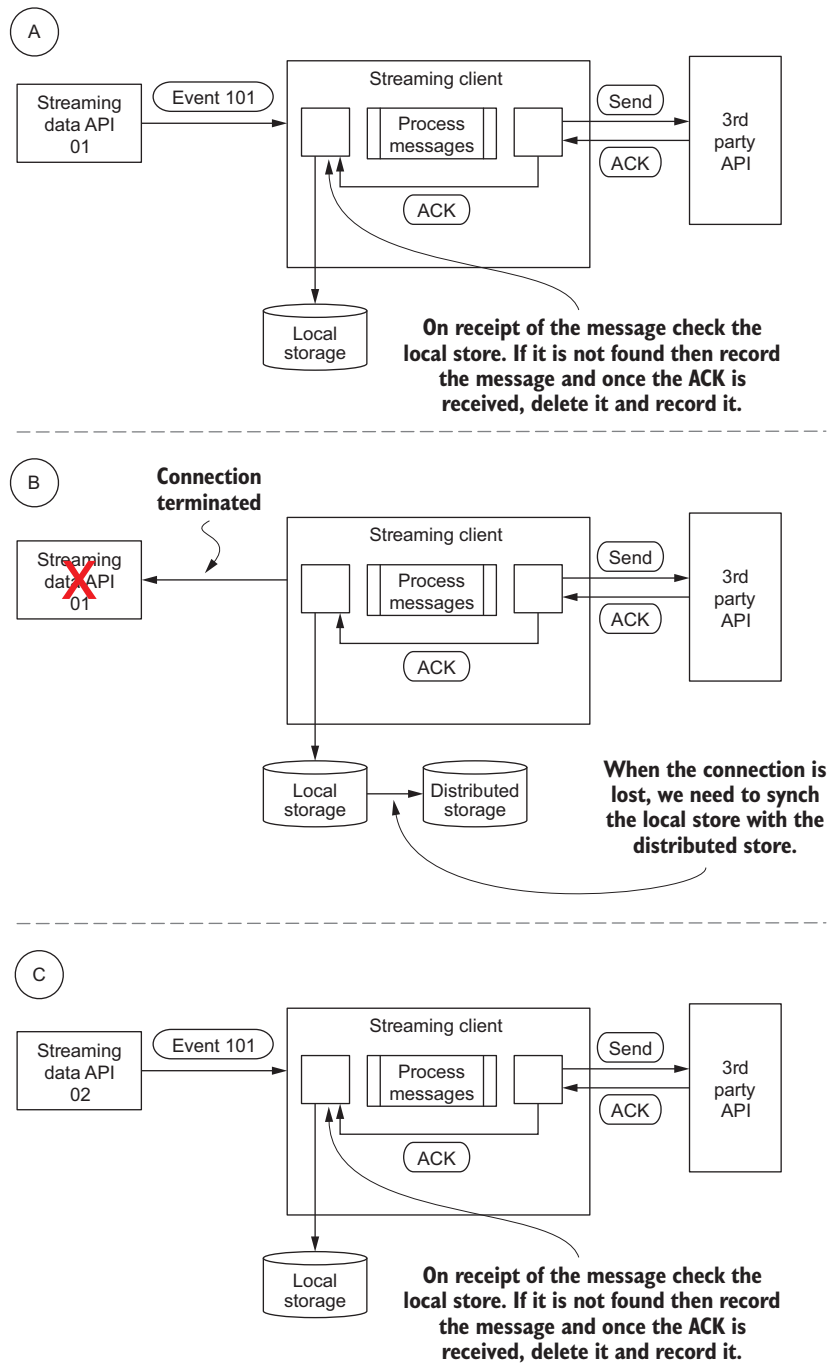 A
Streaming
data API
01
Event 101
Streaming client
Process
messages
ACK
Send
ACK
3rd
party
API
Local
storage
On receipt of the message check the
local store. If it is not found then record
the message and once the ACK is
received, delete it and record it.
B
Connection
terminated
Streaming
data API
01
X
Streaming client
Process
messages
ACK
Send
ACK
3rd
party
API
Local
storage
Distributed
storage
When the connection is
lost, we need to synch
the local store with the
distributed store.
C
Streaming
data API
02
Event 101
Streaming client
Process
messages
ACK
Send
ACK
3rd
party
API
Local
storage
On receipt of the message check the
local store. If it is not found then record
the message and once the ACK is
received, delete it and record it.